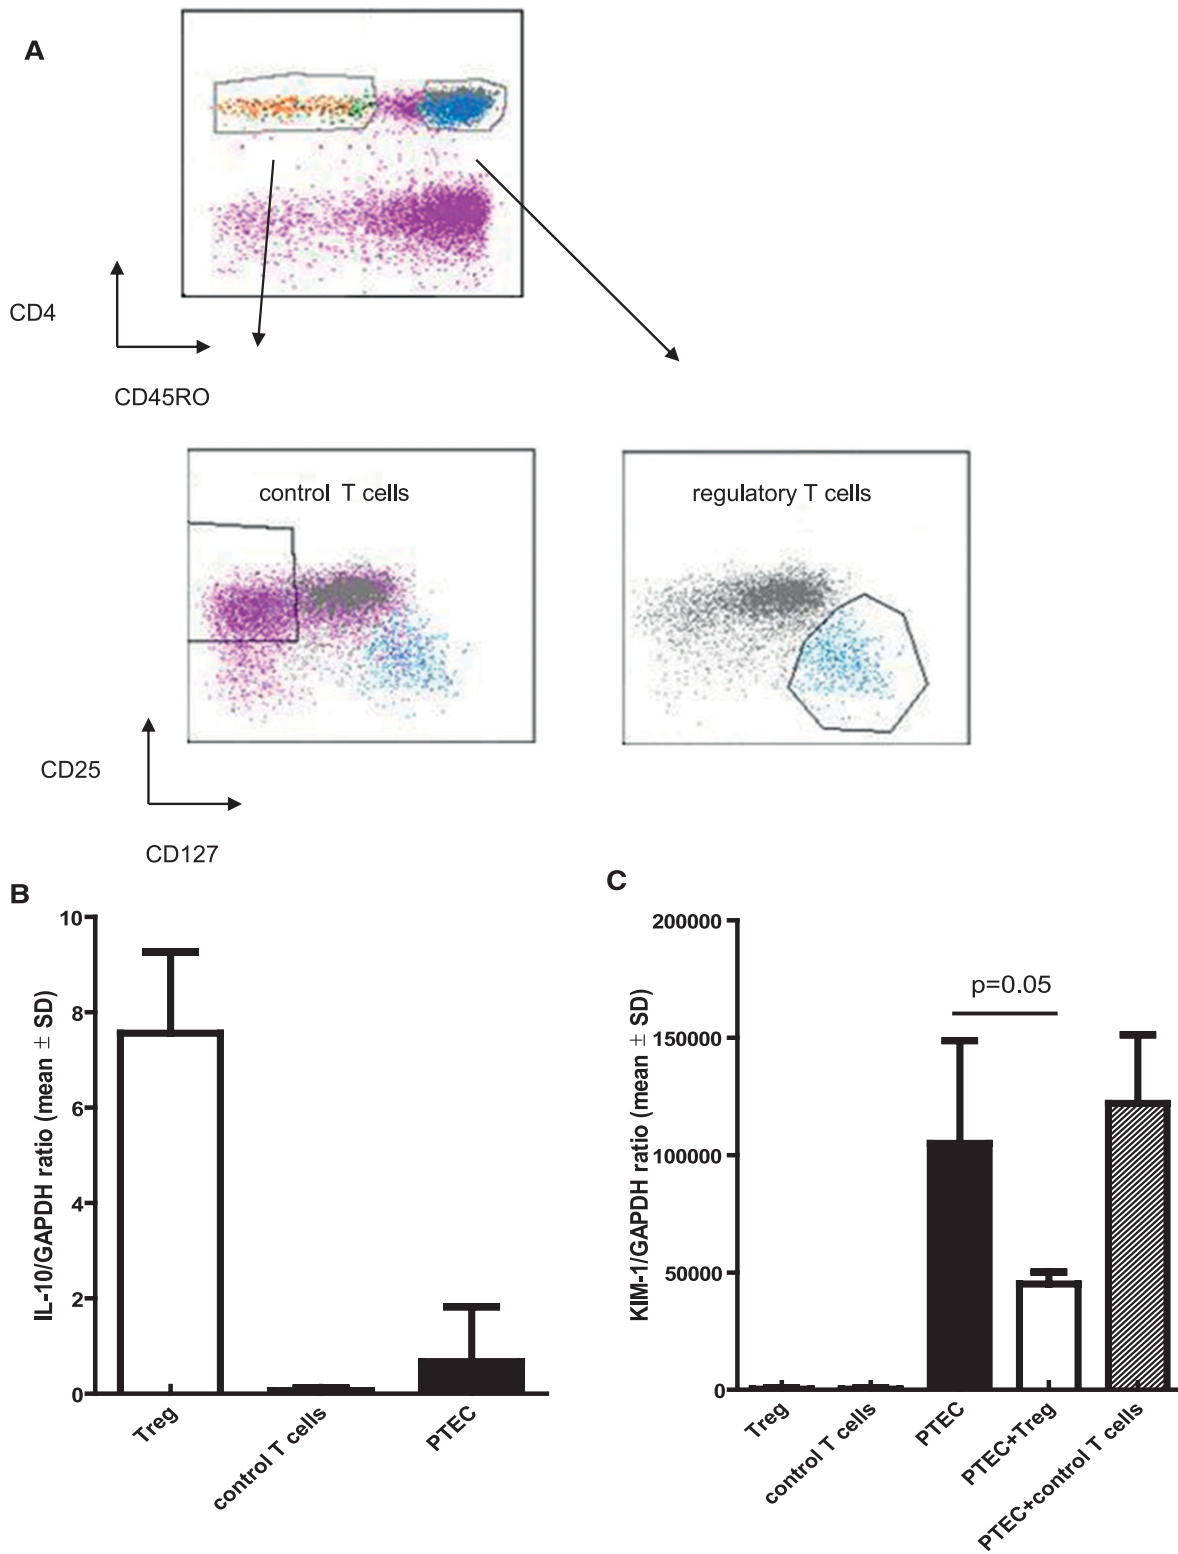 A
CD4
CD45RO
control T cells
regulatory T cells
CD25
CD127
B
IL-10/GAPDH ratio (mean ± SD)
10
8
6
4
2
0
Treg
control T cells
PTEC
C
KIM-1/GAPDH ratio (mean ± SD)
200000
150000
100000
50000
0
p=0.05
Treg
control T cells
PTEC
PTEC+Treg
PTEC+control T cells